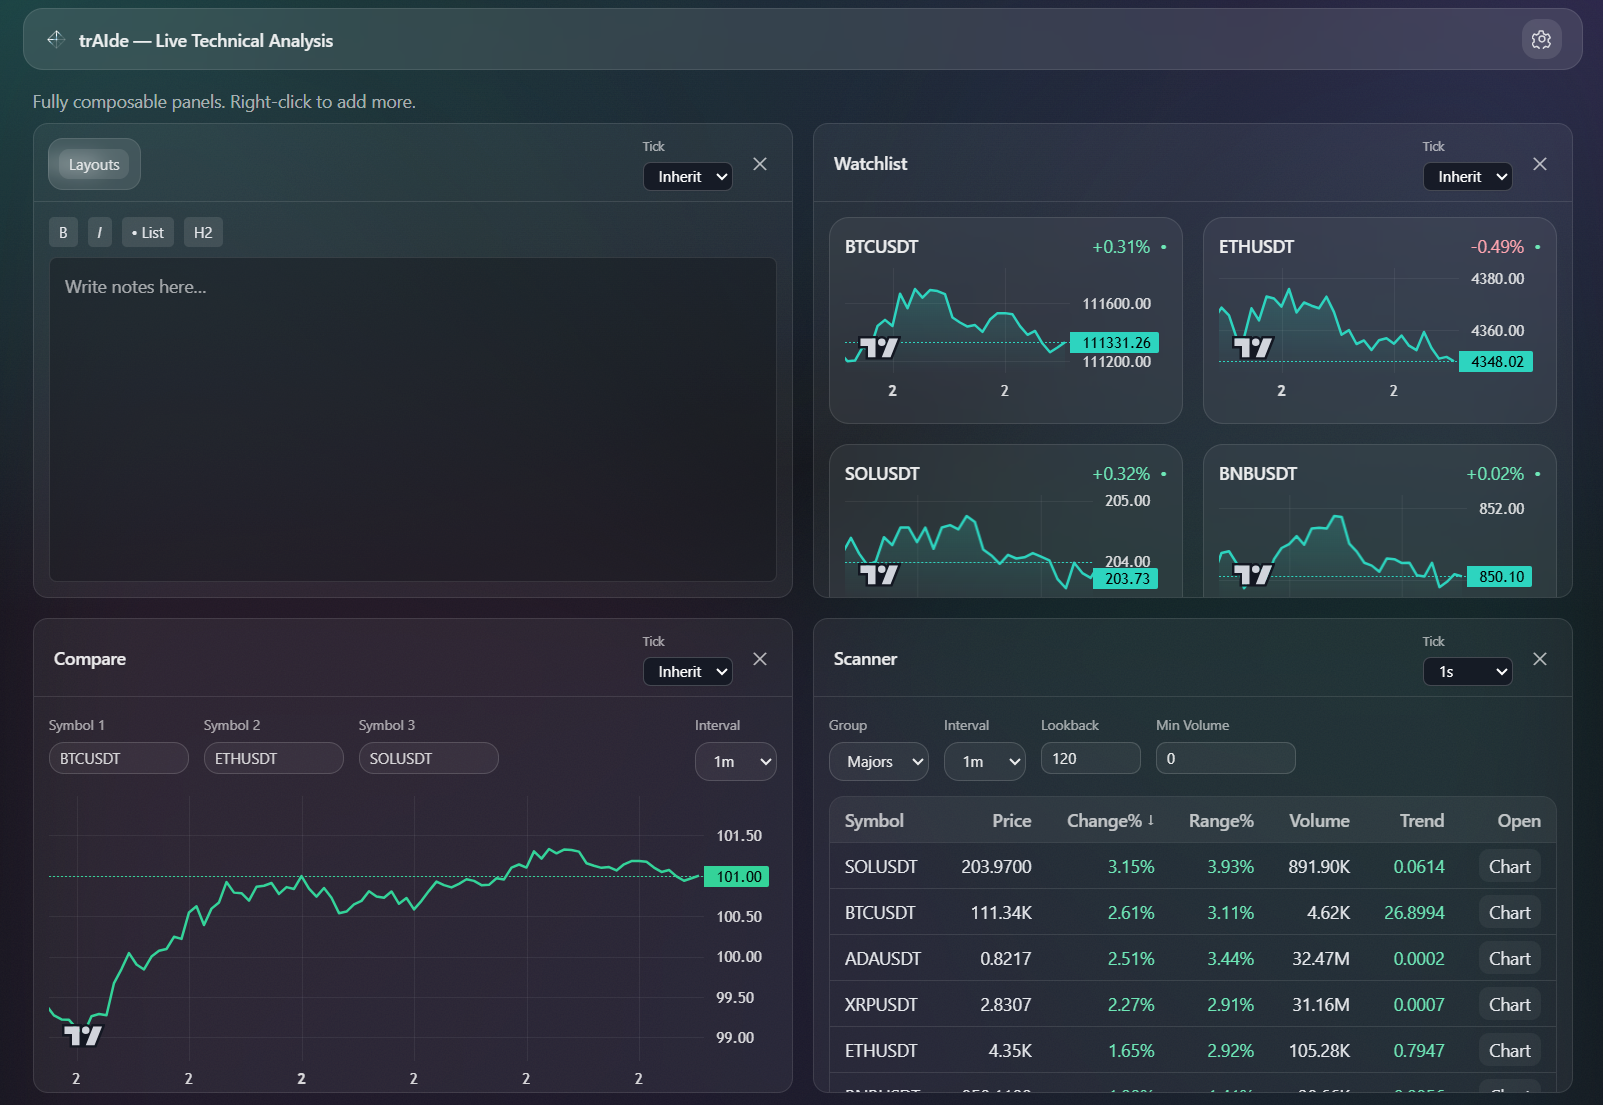 trAIde — Live Technical Analysis
Fully composable panels. Right-click to add more.
Layouts
Tick
Inherit
B I • List H2
Write notes here...
Watchlist
Tick
Inherit
BTCUSDT +0.31% •
111600.00
111331.26
111200.00
2 2
ETHUSDT -0.49% •
4380.00
4360.00
4348.02
2 2
SOLUSDT +0.32% •
205.00
204.00
203.73
BNBUSDT +0.02% •
852.00
850.10
Compare
Tick
Inherit
Symbol 1 Symbol 2 Symbol 3 Interval
BTCUSDT ETHUSDT SOLUSDT 1m
101.50
101.00
100.50
100.00
99.50
99.00
2 2 2 2 2 2
Scanner
Tick
1s
Group Interval Lookback Min Volume
Majors 1m 120 0
Symbol Price Change% ↓ Range% Volume Trend Open
SOLUSDT 203.9700 3.15% 3.93% 891.90K 0.0614 Chart
BTCUSDT 111.34K 2.61% 3.11% 4.62K 26.8994 Chart
ADAUSDT 0.8217 2.51% 3.44% 32.47M 0.0002 Chart
XRPUSDT 2.8307 2.27% 2.91% 31.16M 0.0007 Chart
ETHUSDT 4.35K 1.65% 2.92% 105.28K 0.7947 Chart